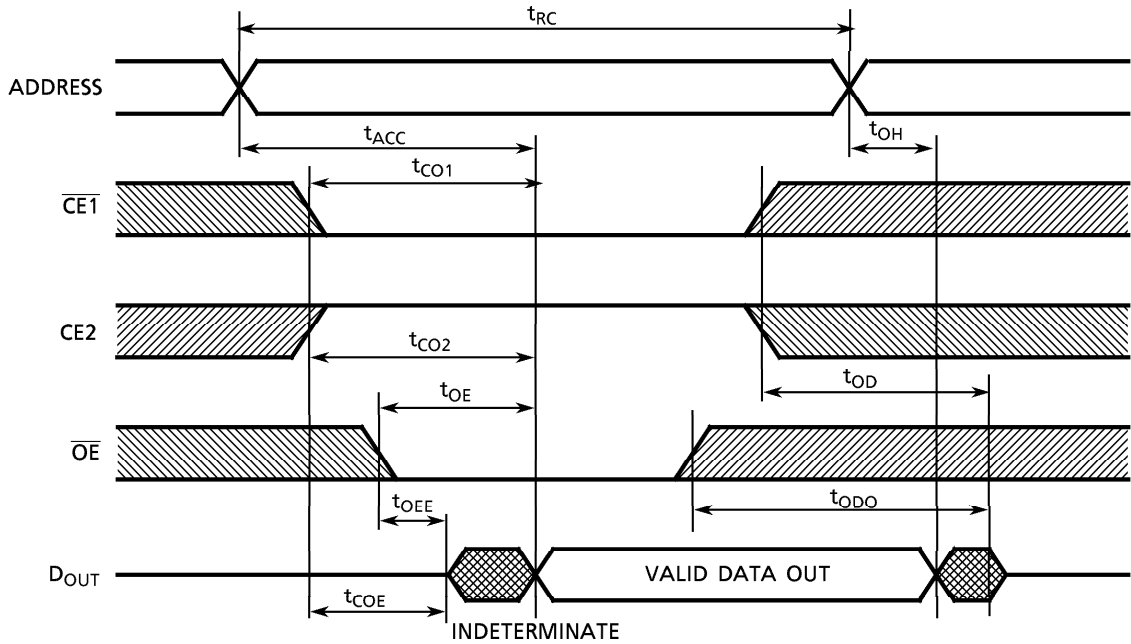 tRC
ADDRESS
tACC
tOH
tCO1
CE1
CE2
tCO2
tOD
tOE
OE
tOEE
tODO
DOUT
VALID DATA OUT
tCOE
INDETERMINATE